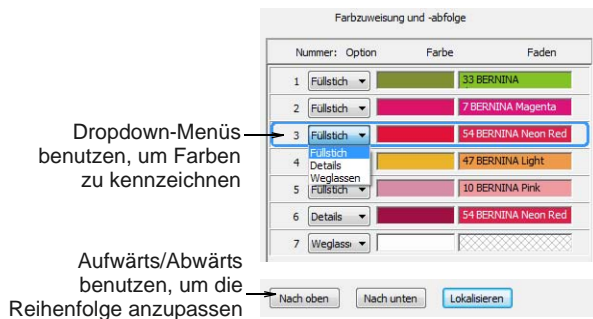 Farbzuweisung und -abfolge
Nummer: Option Farbe Faden
1 Füllstich 33 BERNINA
2 Füllstich 7 BERNINA Magenta
3 Füllstich 54 BERNINA Neon Red
Füllstich
Details
Weglassen
4 47 BERNINA Light
5 Füllstich 10 BERNINA Pink
6 Details 54 BERNINA Neon Red
7 Weglass
Dropdown-Menüs
benutzen, um Farben
zu kennzeichnen
Aufwärts/Abwärts
benutzen, um die
Reihenfolge anzupassen
Nach oben Nach unten Lokalisieren